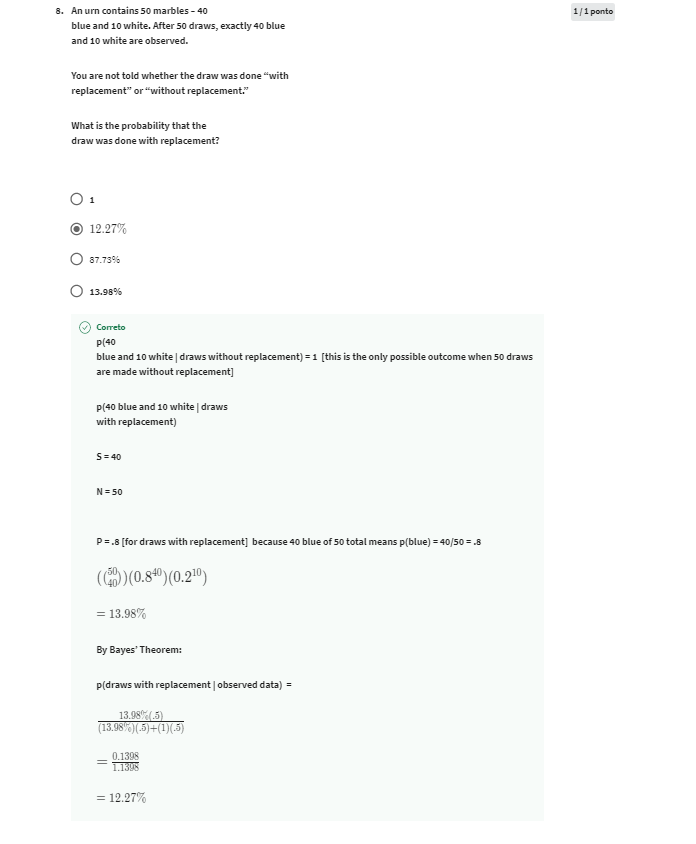 8. An urn contains 50 marbles – 40
1 / 1 ponto
blue and 10 white. After 50 draws, exactly 40 blue
and 10 white are observed.
You are not told whether the draw was done “with
replacement” or “without replacement.”
What is the probability that the
draw was done with replacement?
1
12.27%
87.73%
13.98%
Correto
p(40
blue and 10 white | draws without replacement) = 1 [this is the only possible outcome when 50 draws
are made without replacement]
p(40 blue and 10 white | draws
with replacement)
S = 40
N = 50
P = .8 [for draws with replacement] because 40 blue of 50 total means p(blue) = 40/50 = .8
((50 40))(0.8^40)(0.2^10)
= 13.98%
By Bayes’ Theorem:
p(draws with replacement | observed data) =
13.98%(.5)
(13.98%)(.5)+(1)(.5)
= 0.1398
1.1398
= 12.27%